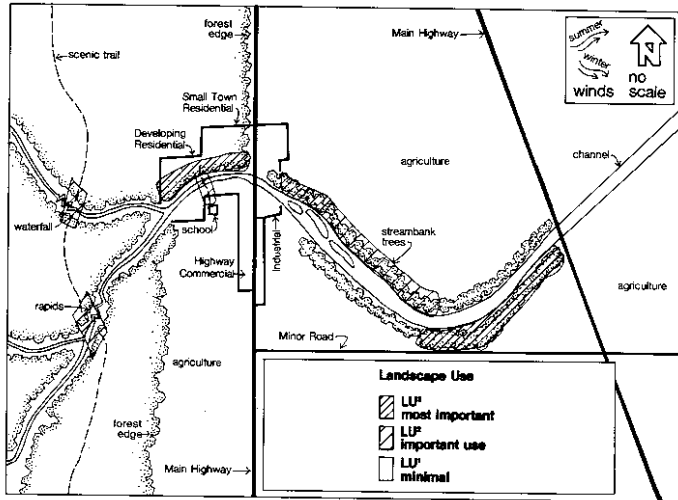 forest
edge
Main Highway
summer
winter
winds
N
no
scale
scenic trail
Small Town
Residential
Developing
Residential
agriculture
channel
waterfall
school
streambank
trees
Highway
Commercial
Industrial
rapids
agriculture
Minor Road
agriculture
Landscape Use
most important
important use
LU¹
minimal
forest
edge
Main Highway